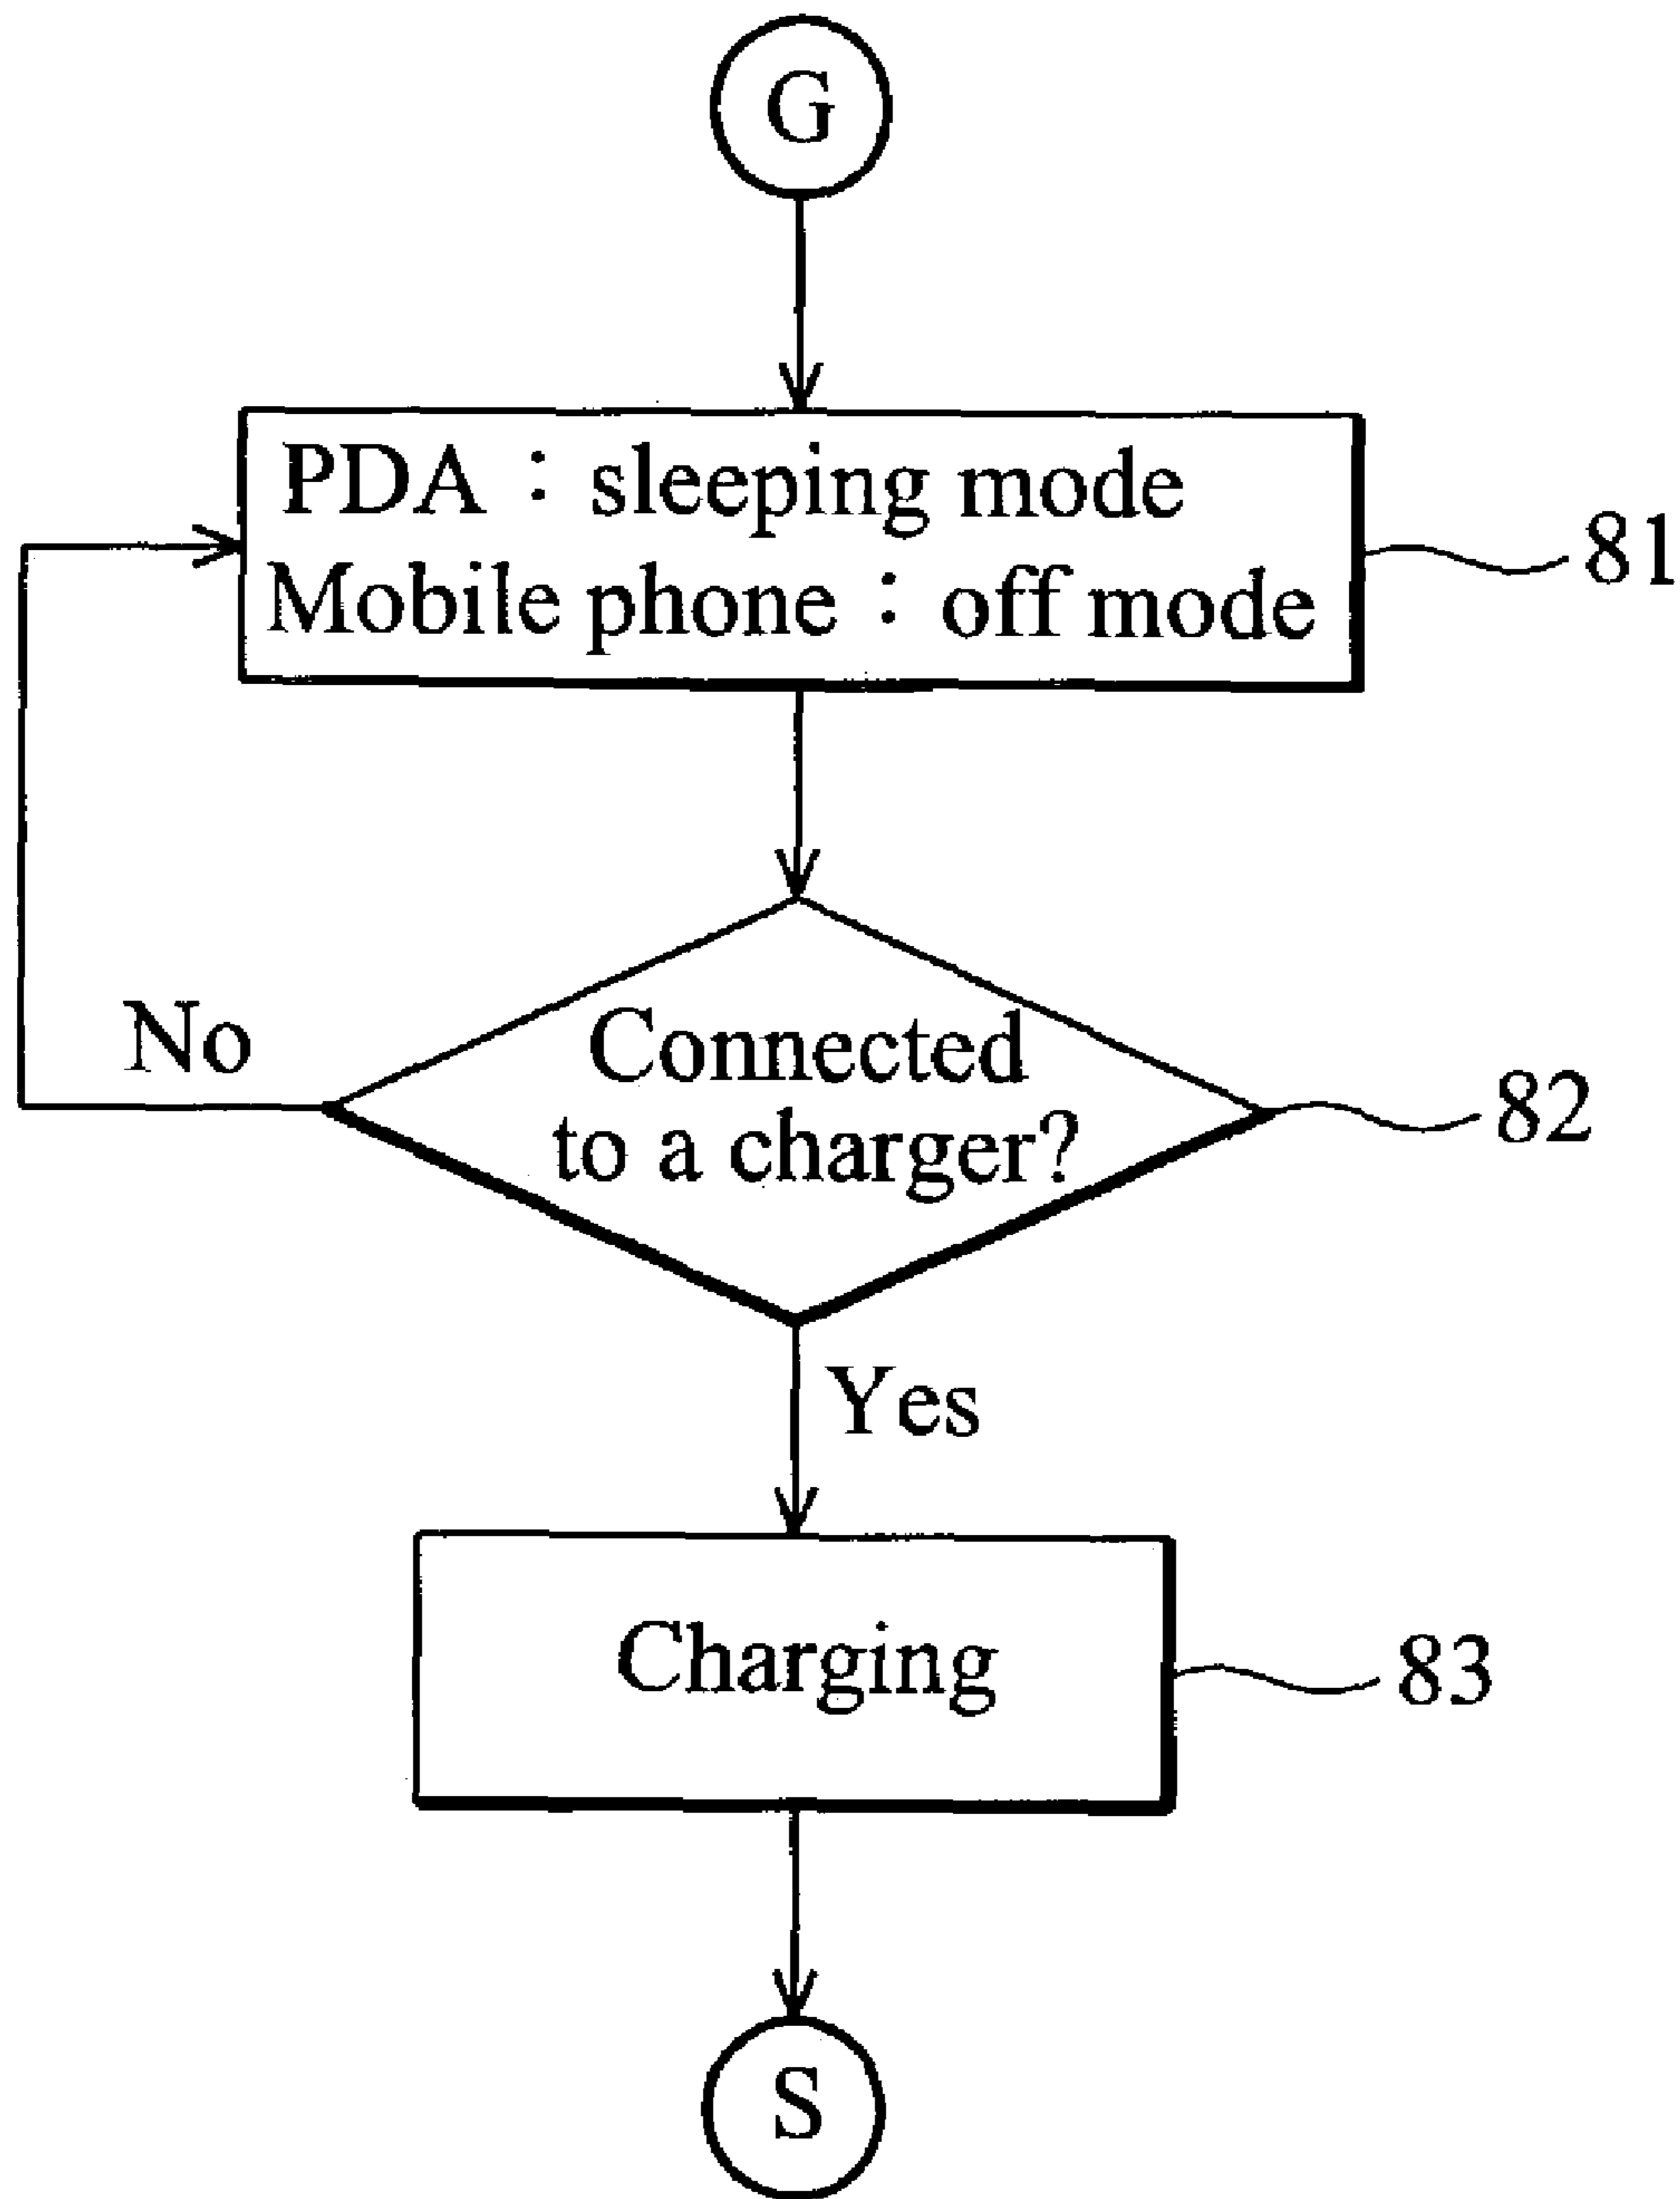 G
PDA : sleeping mode
Mobile phone : off mode
81
No
Connected
to a charger?
82
Yes
Charging
83
S